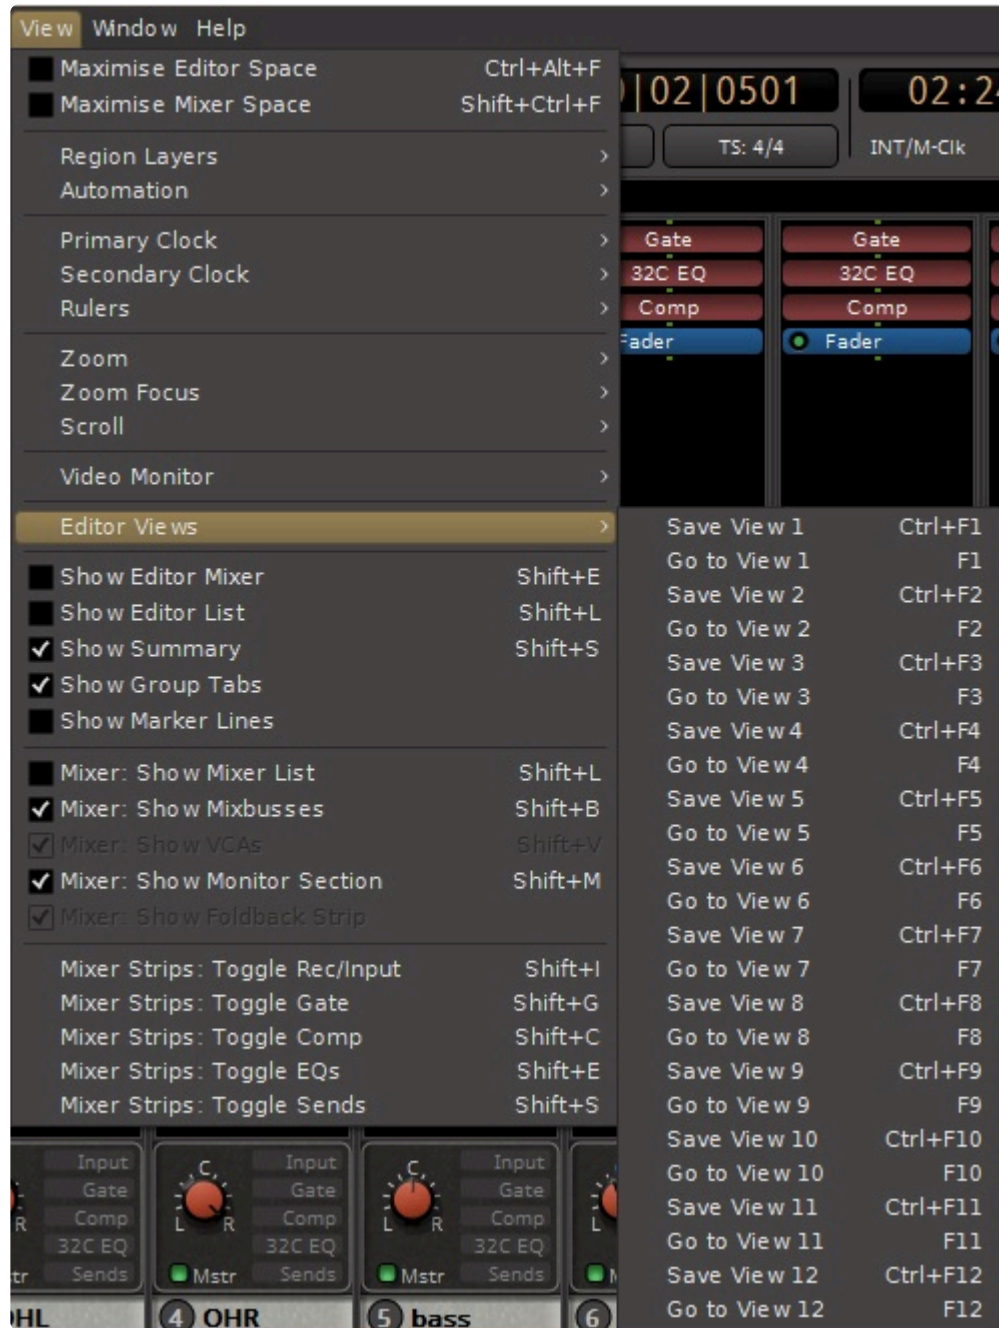 View Window Help
Maximise Editor Space Ctrl+Alt+F
Maximise Mixer Space Shift+Ctrl+F
|02|0501
02:24
TS: 4/4
INT/M-Clk
Region Layers
Automation
Primary Clock
Secondary Clock
Rulers
Gate
32C EQ
Comp
Fader
Gate
32C EQ
Comp
Fader
Zoom
Zoom Focus
Scroll
Video Monitor
Editor Views
Show Editor Mixer Shift+E
Show Editor List Shift+L
Show Summary Shift+S
Show Group Tabs
Show Marker Lines
Mixer: Show Mixer List Shift+L
Mixer: Show Mixbusses Shift+B
Mixer: Show VCAs Shift+V
Mixer: Show Monitor Section Shift+M
Mixer: Show Foldback Strip
Mixer Strips: Toggle Rec/Input Shift+I
Mixer Strips: Toggle Gate Shift+G
Mixer Strips: Toggle Comp Shift+C
Mixer Strips: Toggle EQs Shift+E
Mixer Strips: Toggle Sends Shift+S
Save View 1 Ctrl+F1
Go to View 1 F1
Save View 2 Ctrl+F2
Go to View 2 F2
Save View 3 Ctrl+F3
Go to View 3 F3
Save View 4 Ctrl+F4
Go to View 4 F4
Save View 5 Ctrl+F5
Go to View 5 F5
Save View 6 Ctrl+F6
Go to View 6 F6
Save View 7 Ctrl+F7
Go to View 7 F7
Save View 8 Ctrl+F8
Go to View 8 F8
Save View 9 Ctrl+F9
Go to View 9 F9
Save View 10 Ctrl+F10
Go to View 10 F10
Save View 11 Ctrl+F11
Go to View 11 F11
Save View 12 Ctrl+F12
Go to View 12 F12
Input
Gate
R Comp
32C EQ
tr Sends
OHL
C Input
Gate
L R Comp
32C EQ
Mstr Sends
4 OHR
C Input
Gate
L R Comp
32C EQ
Mstr Sends
5 bass
L
6